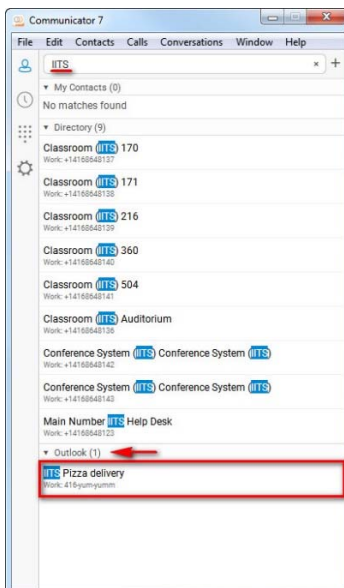 Communicator 7
File Edit Contacts Calls Conversations Window Help
IITS × +
▾ My Contacts (0)
No matches found
▾ Directory (9)
Classroom (IITS) 170
Work: +14168648137
Classroom (IITS) 171
Work: +14168648138
Classroom (IITS) 216
Work: +14168648139
Classroom (IITS) 360
Work: +14168648140
Classroom (IITS) 504
Work: +14168648141
Classroom (IITS) Auditorium
Work: +14168648136
Conference System (IITS) Conference System (IITS)
Work: +14168648142
Conference System (IITS) Conference System (IITS)
Work: +14168648143
Main Number IITS Help Desk
Work: +14168648123
▾ Outlook (1)
IITS Pizza delivery
Work: 416-yum-yumm